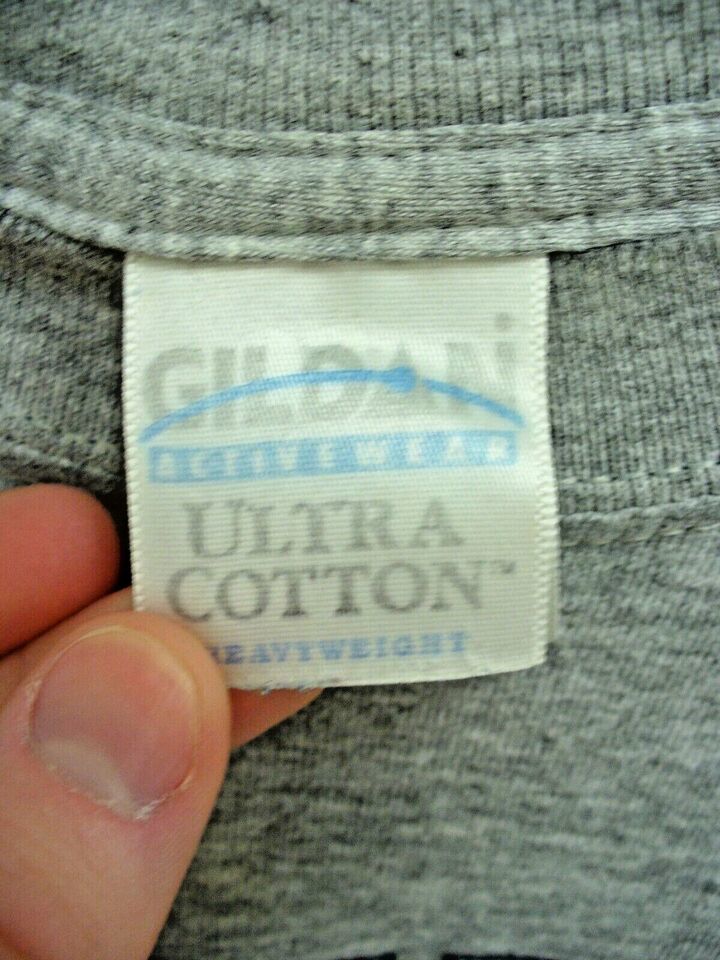 GILDAN
ACTIVEWEAR
ULTRA
COTTON™
HEAVYWEIGHT